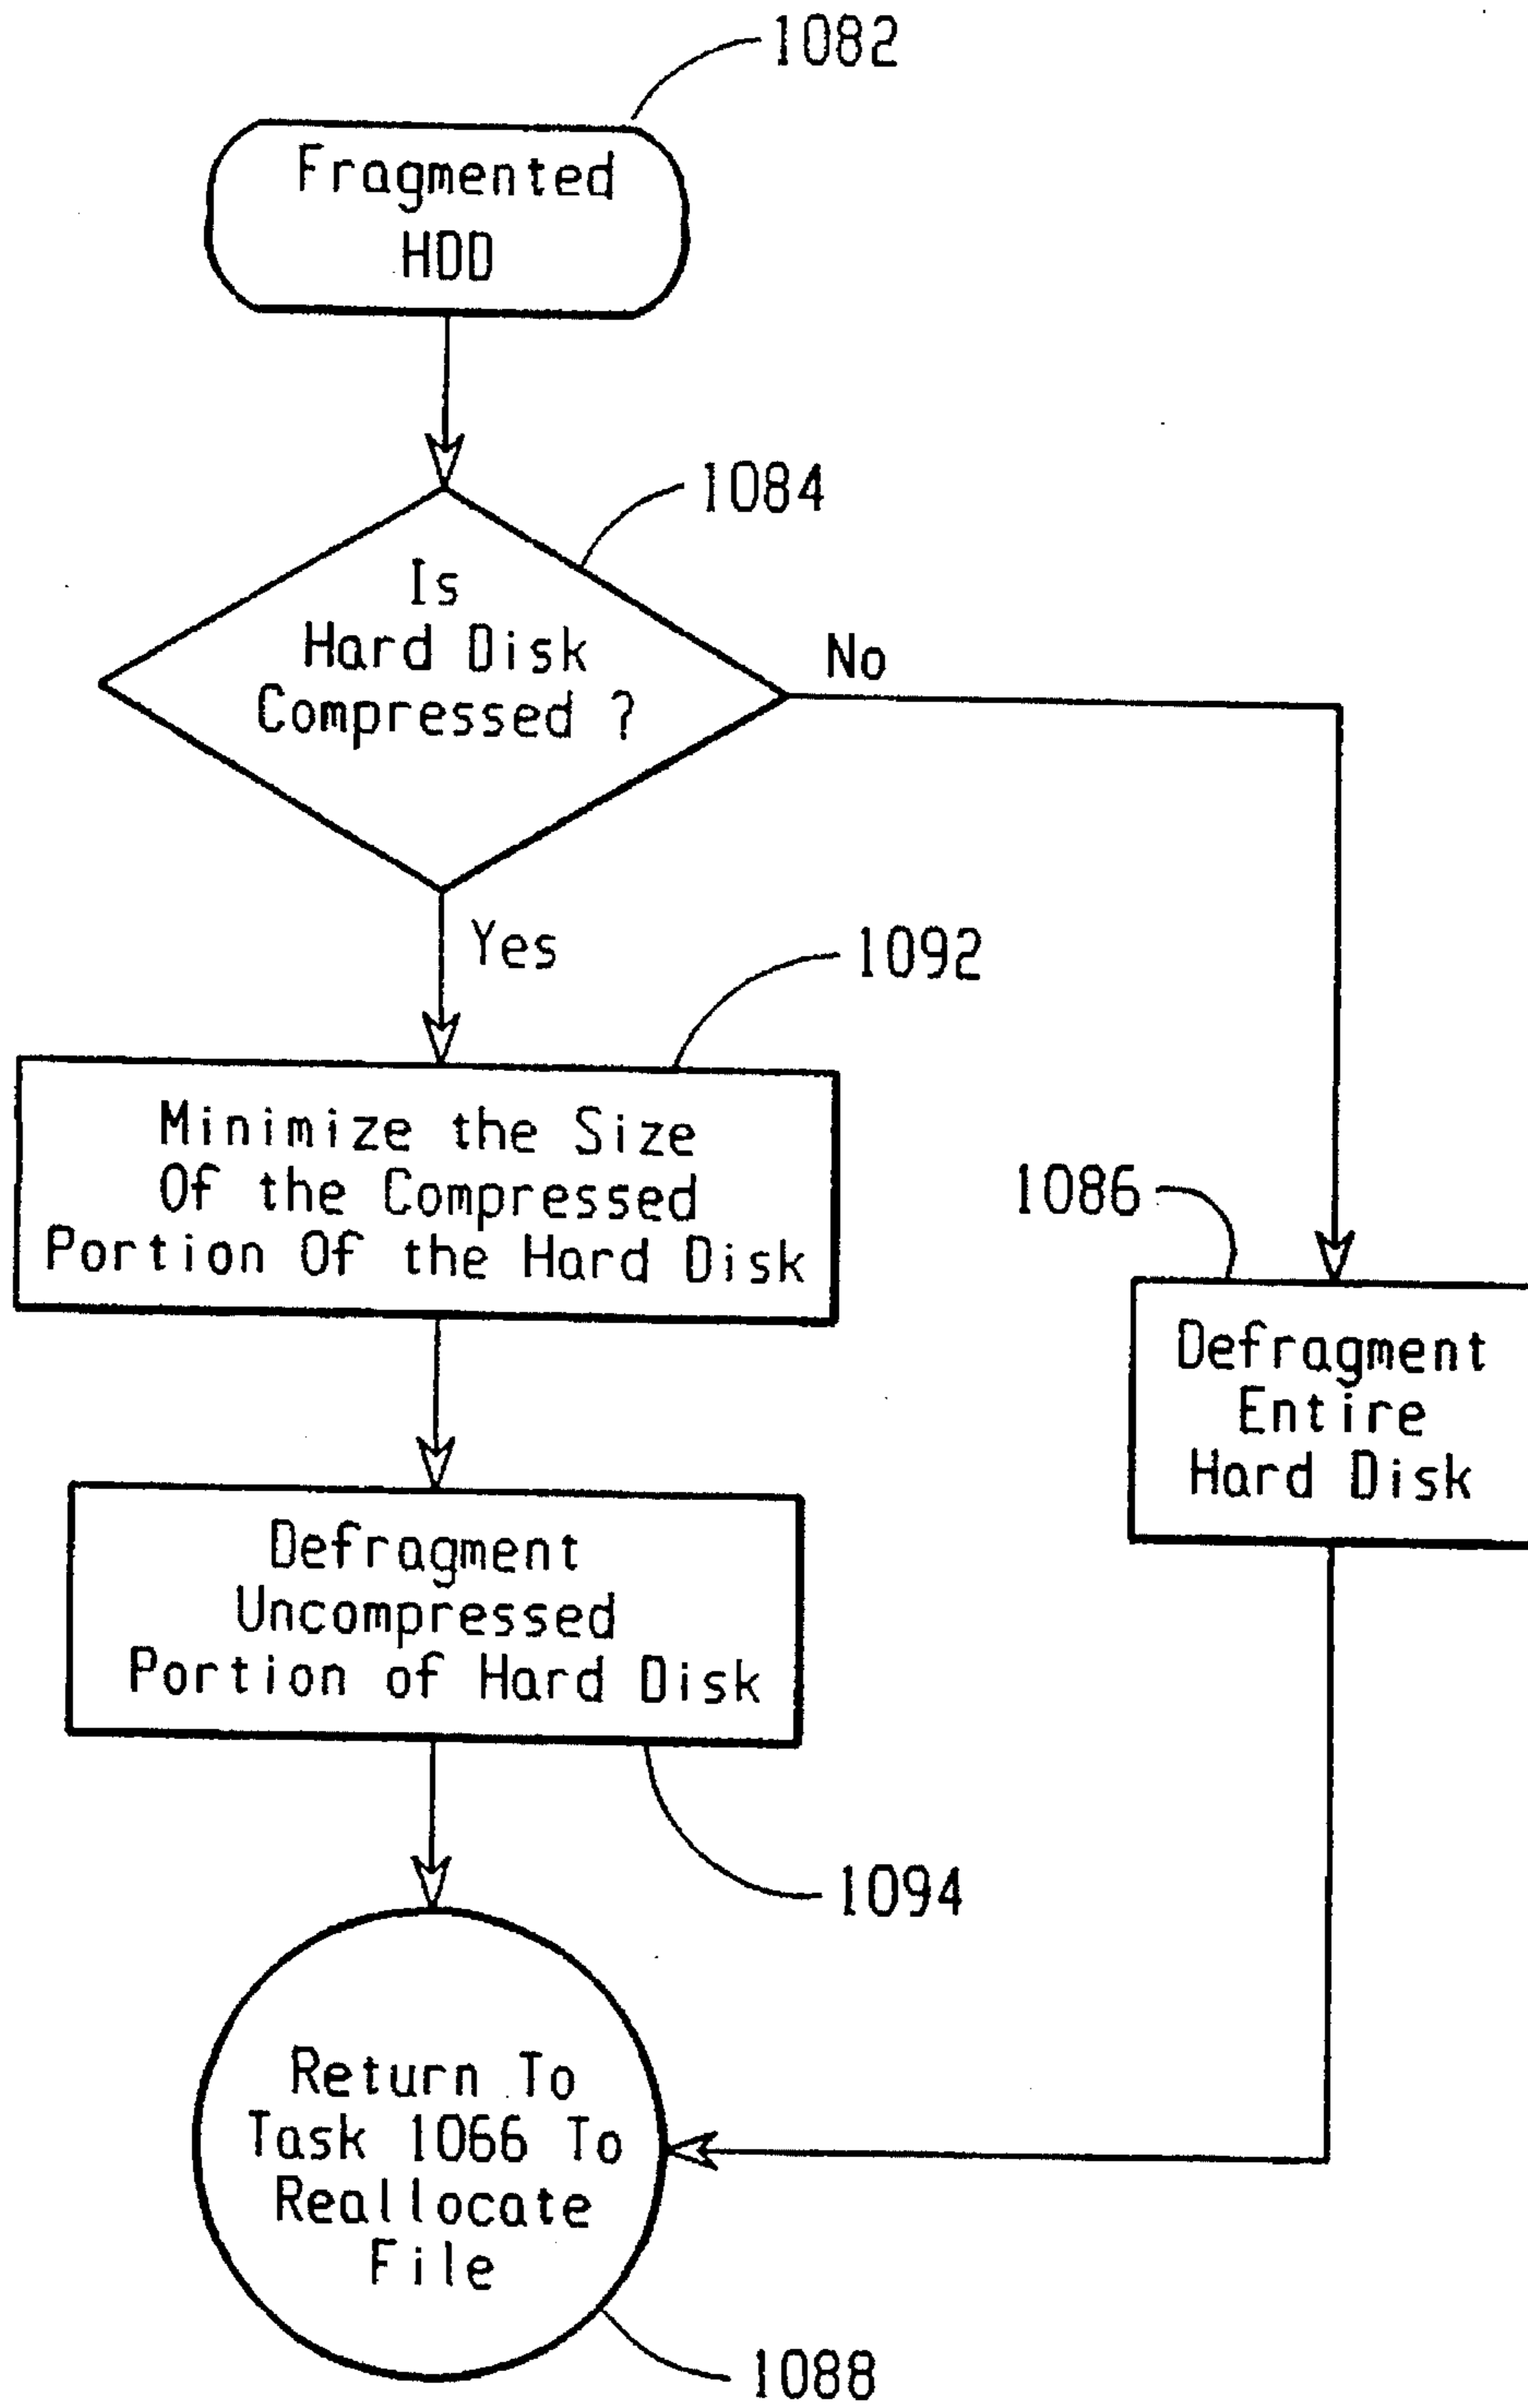 1082
Fragmented
HDD
1084
Is
Hard Disk
Compressed ?
No
Yes
1092
Minimize the Size
Of the Compressed
Portion Of the Hard Disk
1086
Defragment
Entire
Hard Disk
Defragment
Uncompressed
Portion of Hard Disk
1094
Return To
Task 1066 To
Reallocate
File
1088